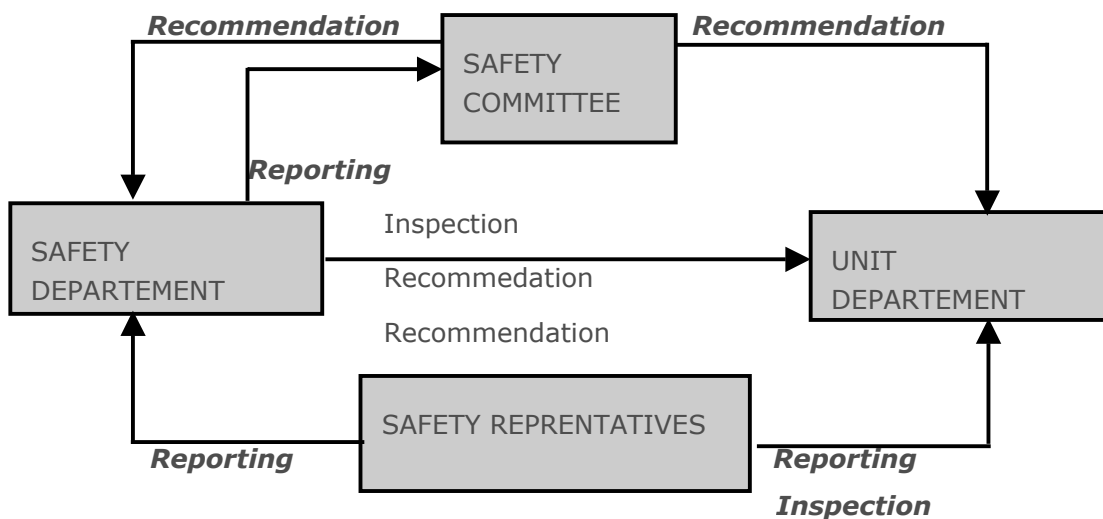 Recommendation
Recommendation
SAFETY
COMMITTEE
Reporting
Inspection
SAFETY
DEPARTEMENT
Recommedation
UNIT
DEPARTEMENT
Recommendation
SAFETY REPRENTATIVES
Reporting
Reporting
Inspection